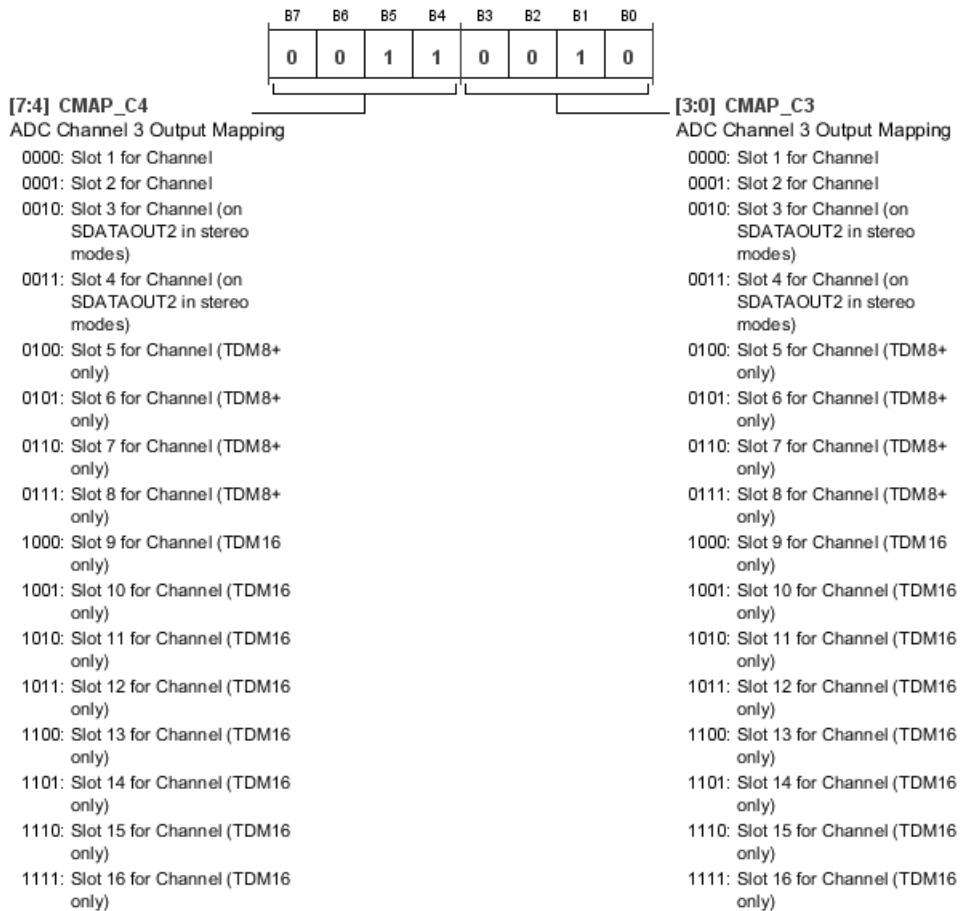 B7 B6 B5 B4 B3 B2 B1 B0
0 0 1 1 0 0 1 0
[7:4] CMAP_C4
ADC Channel 3 Output Mapping
0000: Slot 1 for Channel
0001: Slot 2 for Channel
0010: Slot 3 for Channel (on
SDATAOUT2 in stereo
modes)
0011: Slot 4 for Channel (on
SDATAOUT2 in stereo
modes)
0100: Slot 5 for Channel (TDM8+
only)
0101: Slot 6 for Channel (TDM8+
only)
0110: Slot 7 for Channel (TDM8+
only)
0111: Slot 8 for Channel (TDM8+
only)
1000: Slot 9 for Channel (TDM16
only)
1001: Slot 10 for Channel (TDM16
only)
1010: Slot 11 for Channel (TDM16
only)
1011: Slot 12 for Channel (TDM16
only)
1100: Slot 13 for Channel (TDM16
only)
1101: Slot 14 for Channel (TDM16
only)
1110: Slot 15 for Channel (TDM16
only)
1111: Slot 16 for Channel (TDM16
only)
[3:0] CMAP_C3
ADC Channel 3 Output Mapping
0000: Slot 1 for Channel
0001: Slot 2 for Channel
0010: Slot 3 for Channel (on
SDATAOUT2 in stereo
modes)
0011: Slot 4 for Channel (on
SDATAOUT2 in stereo
modes)
0100: Slot 5 for Channel (TDM8+
only)
0101: Slot 6 for Channel (TDM8+
only)
0110: Slot 7 for Channel (TDM8+
only)
0111: Slot 8 for Channel (TDM8+
only)
1000: Slot 9 for Channel (TDM16
only)
1001: Slot 10 for Channel (TDM16
only)
1010: Slot 11 for Channel (TDM16
only)
1011: Slot 12 for Channel (TDM16
only)
1100: Slot 13 for Channel (TDM16
only)
1101: Slot 14 for Channel (TDM16
only)
1110: Slot 15 for Channel (TDM16
only)
1111: Slot 16 for Channel (TDM16
only)